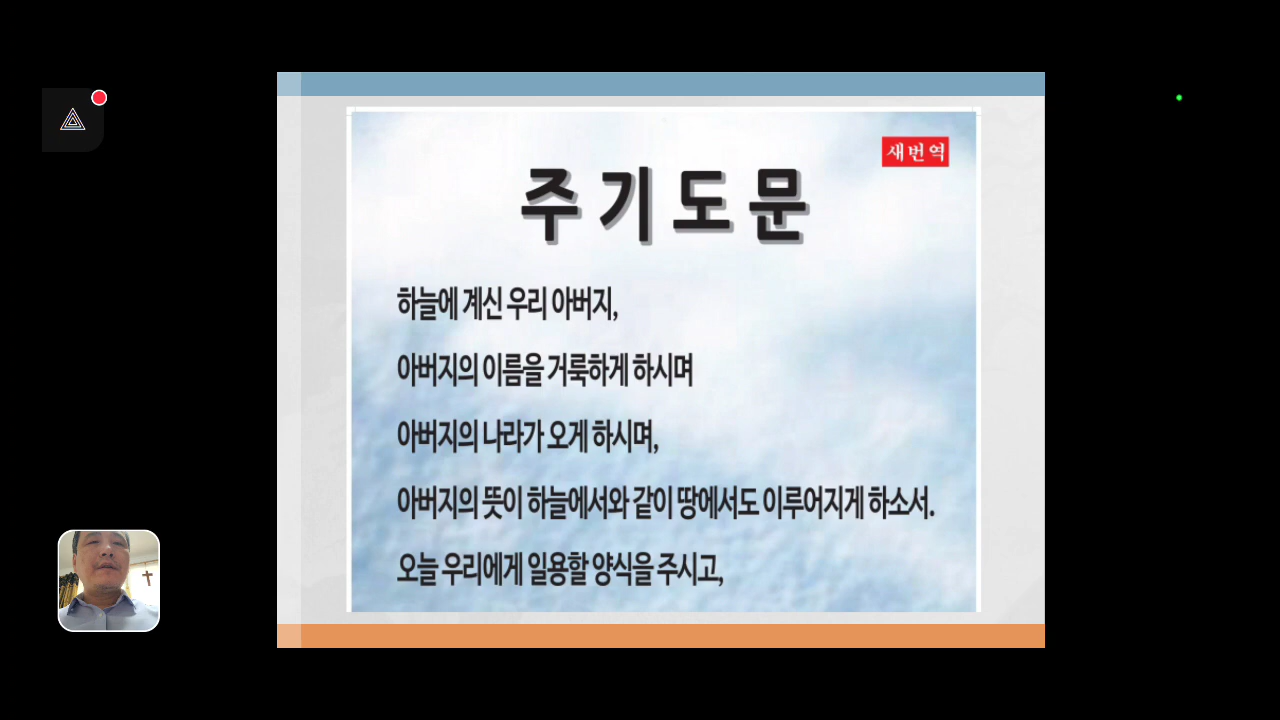 새번역
주기도문
하늘에 계신 우리 아버지,
아버지의 이름을 거룩하게 하시며
아버지의 나라가 오게 하시며,
아버지의 뜻이 하늘에서와 같이 땅에서도 이루어지게 하소서.
오늘 우리에게 일용할 양식을 주시고,